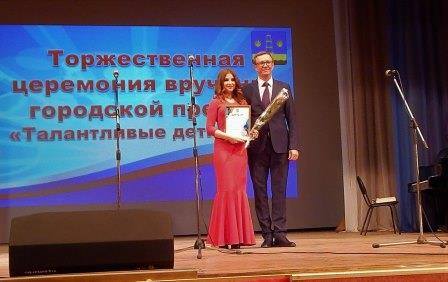 Торжественная
церемония вруче
городской пре
«Талантливые дет